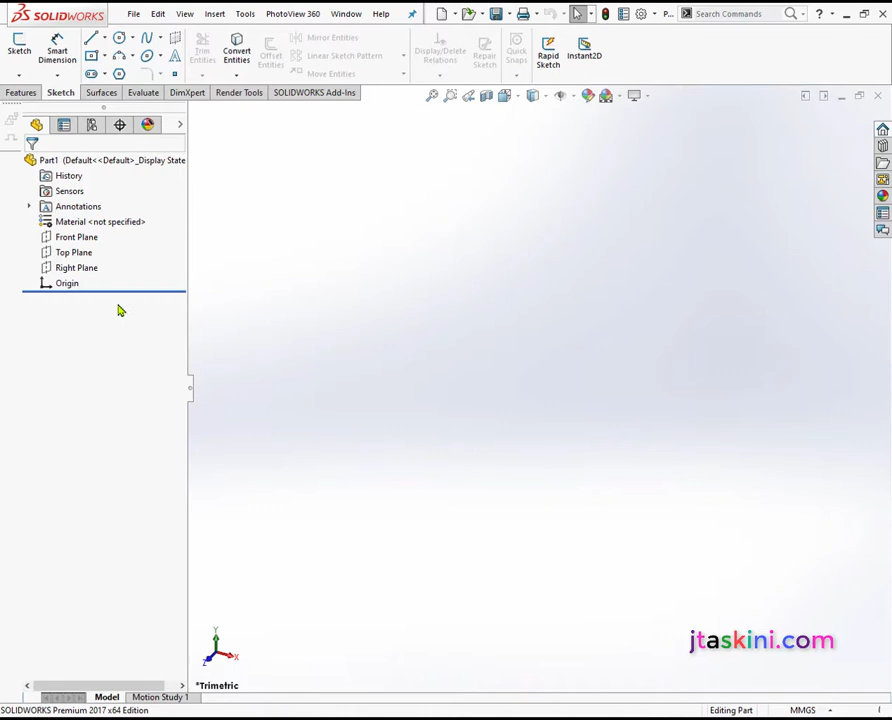 SOLIDWORKS File Edit View Insert Tools PhotoView 360 Window Help P... Search Commands ?
Sketch Smart Dimension Trim Entities Convert Entities Offset Entities Mirror Entities Linear Sketch Pattern Move Entities Display/Delete Relations Repair Sketch Quick Snaps Rapid Sketch Instant2D
Features Sketch Surfaces Evaluate DimXpert Render Tools SOLIDWORKS Add-Ins
Part1 (Default<<Default>_Display State
History
Sensors
Annotations
Material <not specified>
Front Plane
Top Plane
Right Plane
Origin
Y
Z X
jtaskini.com
*Trimetric
Model Motion Study 1
SOLIDWORKS Premium 2017 x64 Edition Editing Part MMGS